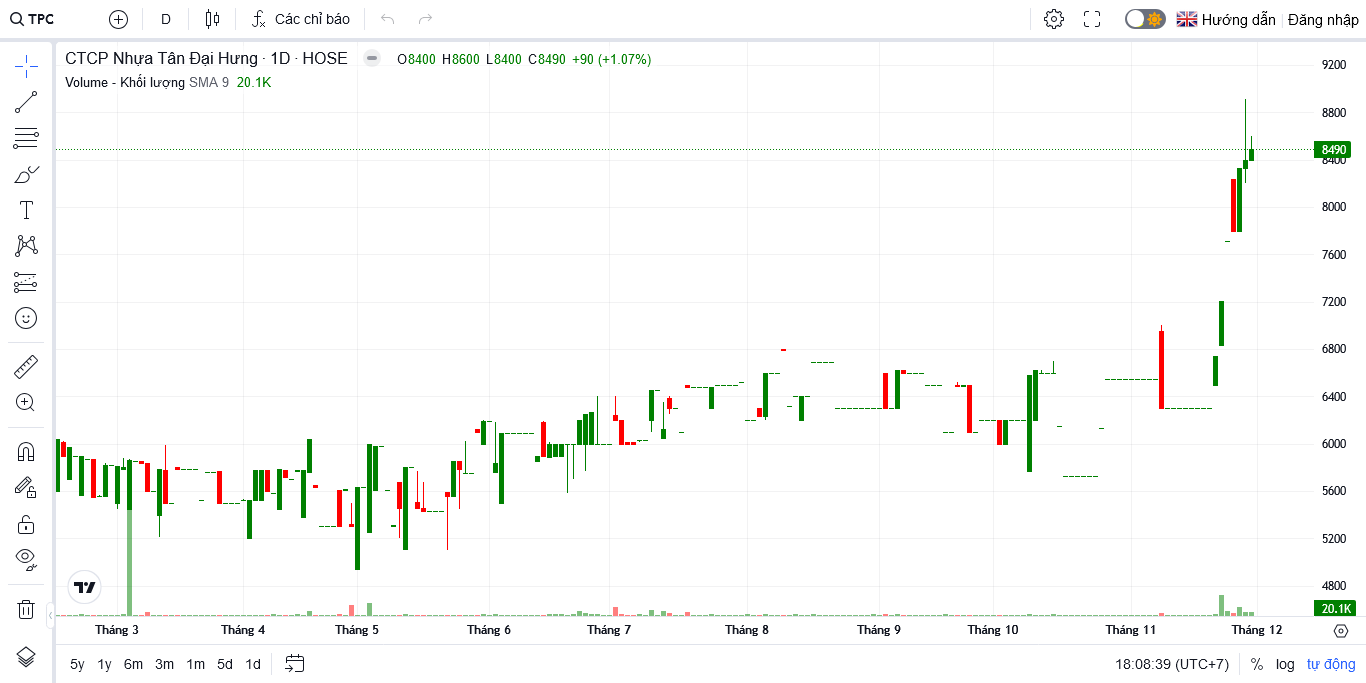 TPC D Các chỉ báo Hướng dẫn Đăng nhập
CTCP Nhựa Tân Đại Hưng · 1D · HOSE O8400 H8600 L8400 C8490 +90 (+1.07%)
Volume - Khối lượng SMA 9 20.1K
9200
8800
8490
8400
8000
7600
7200
6800
6400
6000
5600
5200
4800
20.1K
Tháng 3 Tháng 4 Tháng 5 Tháng 6 Tháng 7 Tháng 8 Tháng 9 Tháng 10 Tháng 11 Tháng 12
5y 1y 6m 3m 1m 5d 1d 18:08:39 (UTC+7) % log tự động